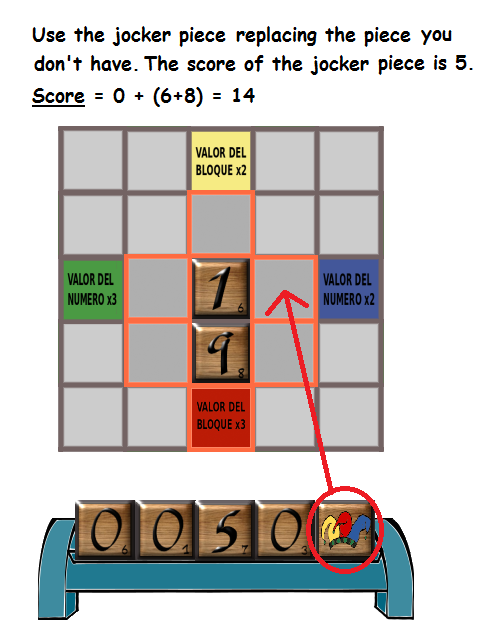 Use the jocker piece replacing the piece you
don't have. The score of the jocker piece is 5.
Score = 0 + (6+8) = 14
VALOR DEL
BLOQUE x2
VALOR DEL
NUMERO x3
1
6
VALOR DEL
NUMERO x2
9
8
VALOR DEL
BLOQUE x3
0 6 0 1 5 7 0 3